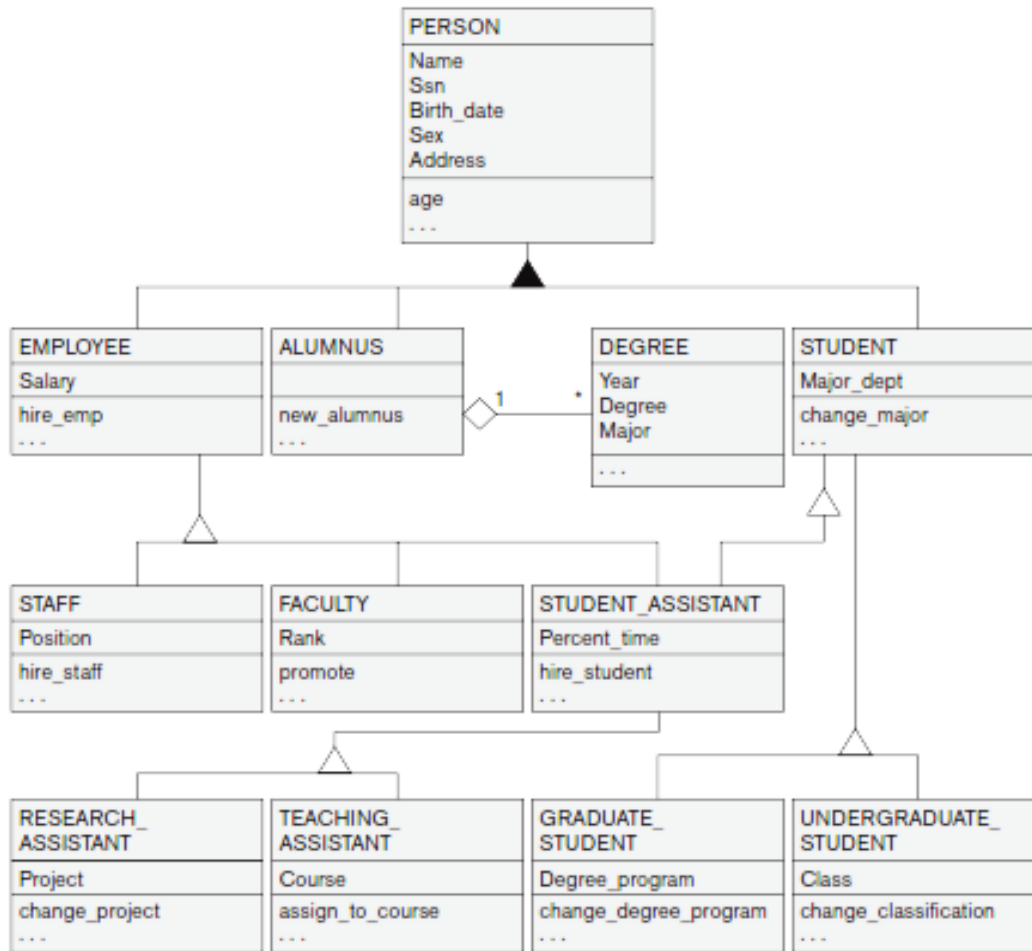 PERSON
Name
Ssn
Birth_date
Sex
Address
age
. . .
EMPLOYEE
Salary
hire_emp
. . .
ALUMNUS
new_alumnus
. . .
1
*
DEGREE
Year
Degree
Major
. . .
STUDENT
Major_dept
change_major
. . .
STAFF
Position
hire_staff
. . .
FACULTY
Rank
promote
. . .
STUDENT_ASSISTANT
Percent_time
hire_student
. . .
RESEARCH_
ASSISTANT
Project
change_project
. . .
TEACHING_
ASSISTANT
Course
assign_to_course
. . .
GRADUATE_
STUDENT
Degree_program
change_degree_program
. . .
UNDERGRADUATE_
STUDENT
Class
change_classification
. . .